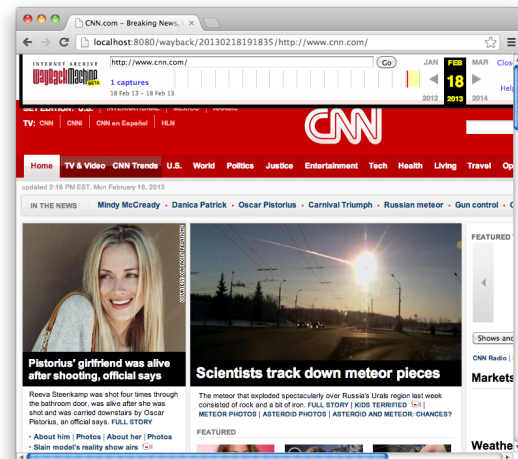 CNN.com – Breaking News,
localhost:8080/wayback/20130218191835/http://www.cnn.com/
INTERNET ARCHIVE
WayBackMachine
BETA
http://www.cnn.com/
Go
1 captures
18 Feb 13 – 18 Feb 13
JAN FEB MAR
18
2012 2013 2014
Clos
Help
SET EDITION: U.S. INTERNATIONAL MÉXICO ARABIC
TV: CNN CNNi CNN en Español HLN
CNN
Home TV & Video CNN Trends U.S. World Politics Justice Entertainment Tech Health Living Travel Op
updated 2:16 PM EST, Mon February 18, 2013
IN THE NEWS Mindy McCready • Danica Patrick • Oscar Pistorius • Carnival Triumph • Russian meteor • Gun control •
Pistorius' girlfriend was alive
after shooting, official says
Reeva Steenkamp was shot four times through
the bathroom door, was alive after she was
shot and was carried downstairs by Oscar
Pistorius, an official says. FULL STORY
• About him | Photos | About her | Photos
• Slain model's reality show airs
Scientists track down meteor pieces
The meteor that exploded spectacularly over Russia's Urals region last week
consisted of rock and a bit of iron. FULL STORY | KIDS TERRIFIED |
METEOR PHOTOS | ASTEROID PHOTOS | ASTEROID AND METEOR: CHANCES?
FEATURED
FEATURED
Shows and
CNN Radio |
Markets
Weathe